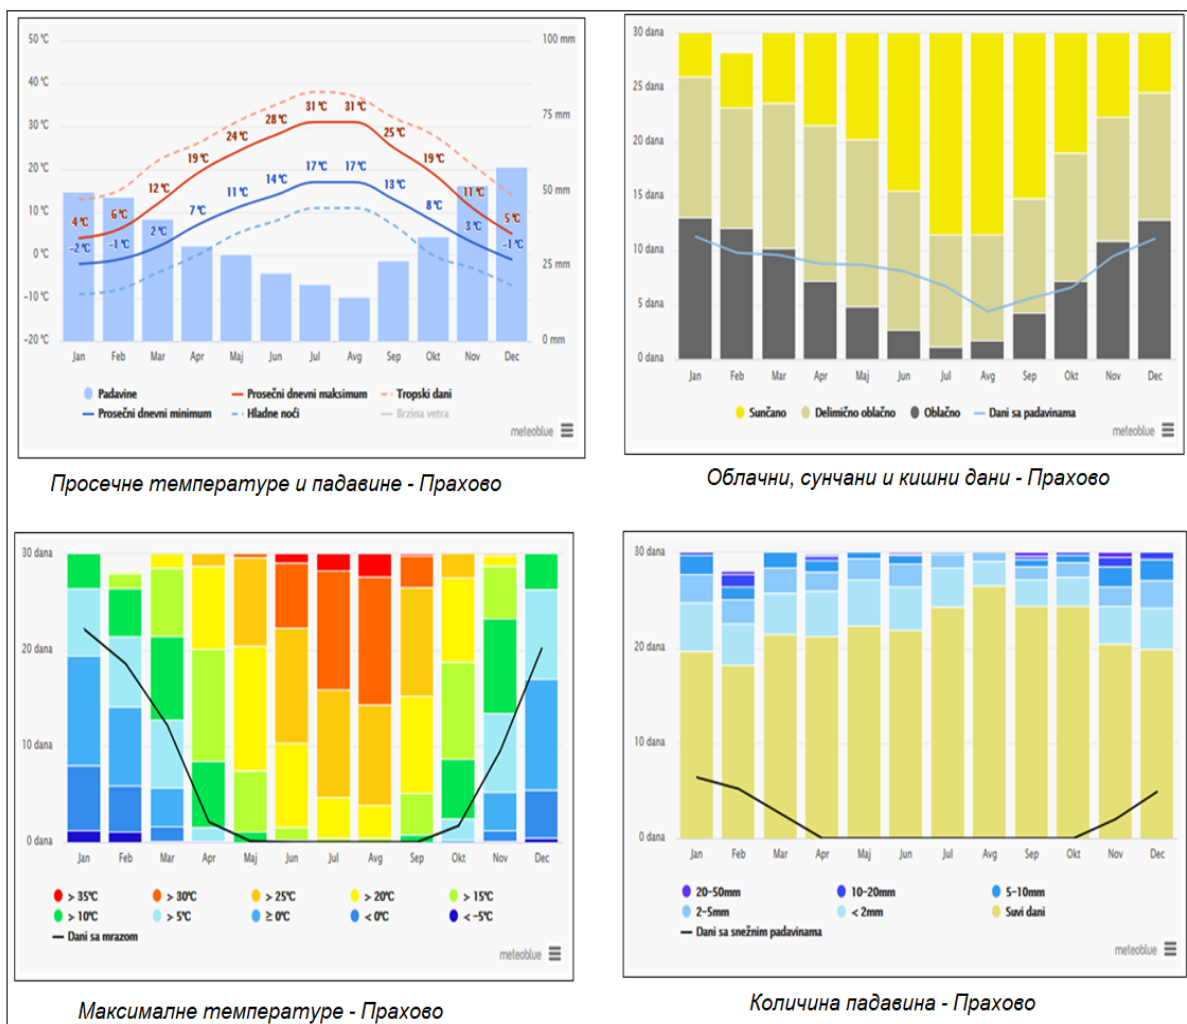 50 °C
100 mm
40 °C
75 mm
30 °C
20 °C
50 mm
10 °C
0 °C
25 mm
-10 °C
-20 °C
0 mm
4 °C
6 °C
12 °C
19 °C
24 °C
28 °C
31 °C
31 °C
25 °C
19 °C
11 °C
5 °C
-2 °C
-1 °C
2 °C
7 °C
11 °C
14 °C
17 °C
17 °C
13 °C
8 °C
3 °C
-1 °C
Jan Feb Mar Apr Maj Jun Jul Avg Sep Okt Nov Dec
Padavine Prosečni dnevni maksimum Tropski dani
Prosečni dnevni minimum Hladne noći Brzina vetra
meteoblue
Просечне температуре и падавине - Прахово
30 dana
25 dana
20 dana
15 dana
10 dana
5 dana
0 dana
Jan Feb Mar Apr Maj Jun Jul Avg Sep Okt Nov Dec
Sunčano Delimično oblačno Oblačno Dani sa padavinama
meteoblue
Облачни, сунчани и кишни дани - Прахово
30 dana
20 dana
10 dana
0 dana
Jan Feb Mar Apr Maj Jun Jul Avg Sep Okt Nov Dec
> 35°C > 30°C > 25°C > 20°C > 15°C
> 10°C > 5°C ≥ 0°C < 0°C < -5°C
Dani sa mrazom
meteoblue
Максималне температуре - Прахово
30 dana
20 dana
10 dana
0 dana
Jan Feb Mar Apr Maj Jun Jul Avg Sep Okt Nov Dec
20-50mm 10-20mm 5-10mm
2-5mm < 2mm Suvi dani
Dani sa snežnim padavinama
meteoblue
Количина падавина - Прахово